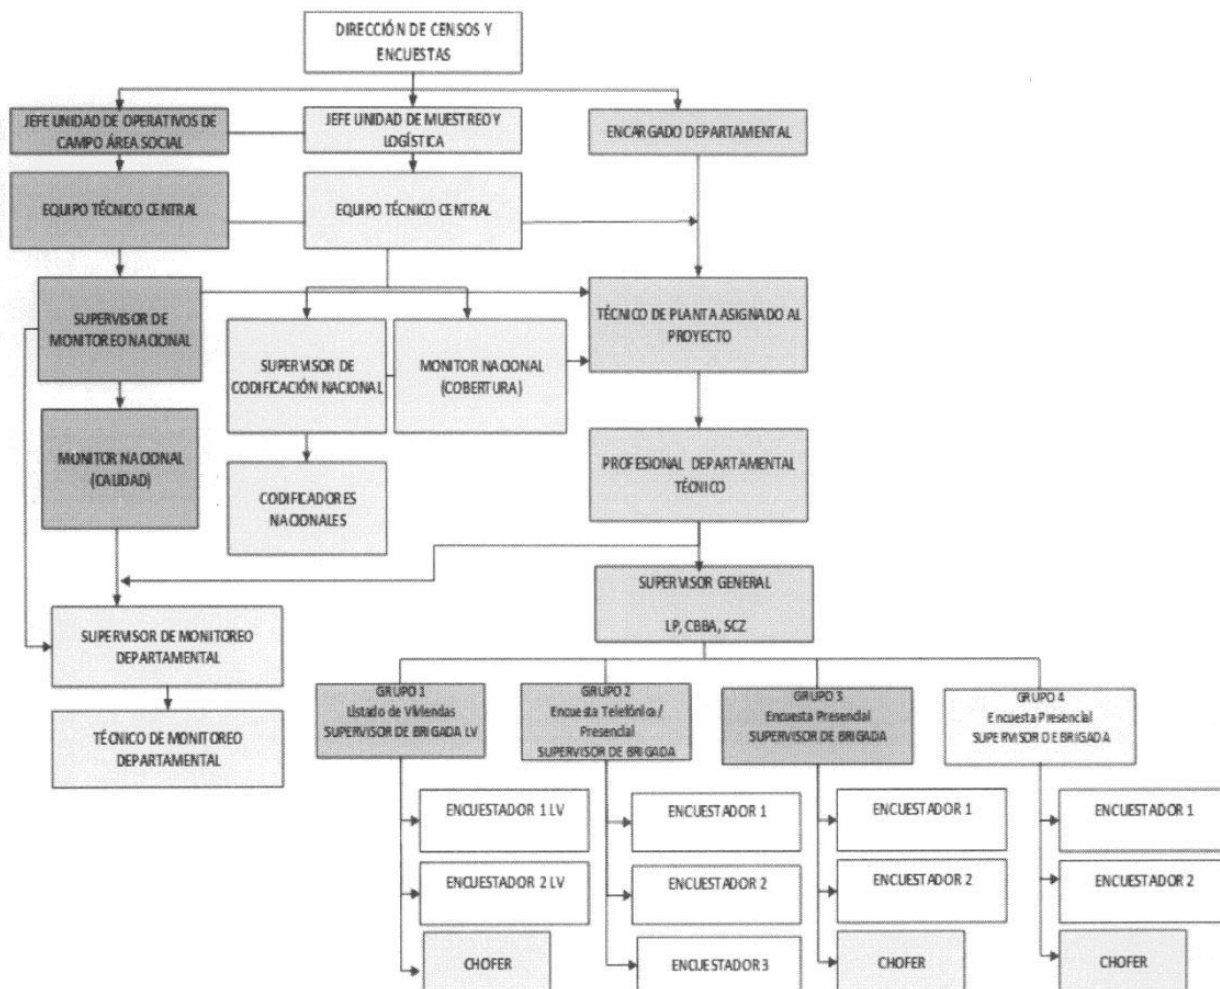 DIRECCIÓN DE CENSOS Y
ENCUESTAS
JEFE UNIDAD DE OPERATIVOS DE
CAMPO ÁREA SOCIAL
JEFE UNIDAD DE MUESTREO Y
LOGÍSTICA
ENCARGADO DEPARTAMENTAL
EQUIPO TÉCNICO CENTRAL
EQUIPO TÉCNICO CENTRAL
SUPERVISOR DE
MONITOREO NACIONAL
SUPERVISOR DE
CODIFICACIÓN NACIONAL
MONITOR NACIONAL
(COBERTURA)
TÉCNICO DE PLANTA ASIGNADO AL
PROYECTO
MONITOR NACIONAL
(CALIDAD)
CODIFICADORES
NACIONALES
PROFESIONAL DEPARTAMENTAL
TÉCNICO
SUPERVISOR GENERAL
LP, CBBA, SCZ
SUPERVISOR DE MONITOREO
DEPARTAMENTAL
TÉCNICO DE MONITOREO
DEPARTAMENTAL
GRUPO 1
Listado de Viviendas
SUPERVISOR DE BRIGADA LV
GRUPO 2
Encuesta Telefónica/
Presencial
SUPERVISOR DE BRIGADA
GRUPO 3
Encuesta Presencial
SUPERVISOR DE BRIGADA
GRUPO 4
Encuesta Presencial
SUPERVISOR DE BRIGADA
ENCUESTADOR 1 LV
ENCUESTADOR 1
ENCUESTADOR 1
ENCUESTADOR 1
ENCUESTADOR 2 LV
ENCUESTADOR 2
ENCUESTADOR 2
ENCUESTADOR 2
CHOFER
ENCUESTADOR 3
CHOFER
CHOFER